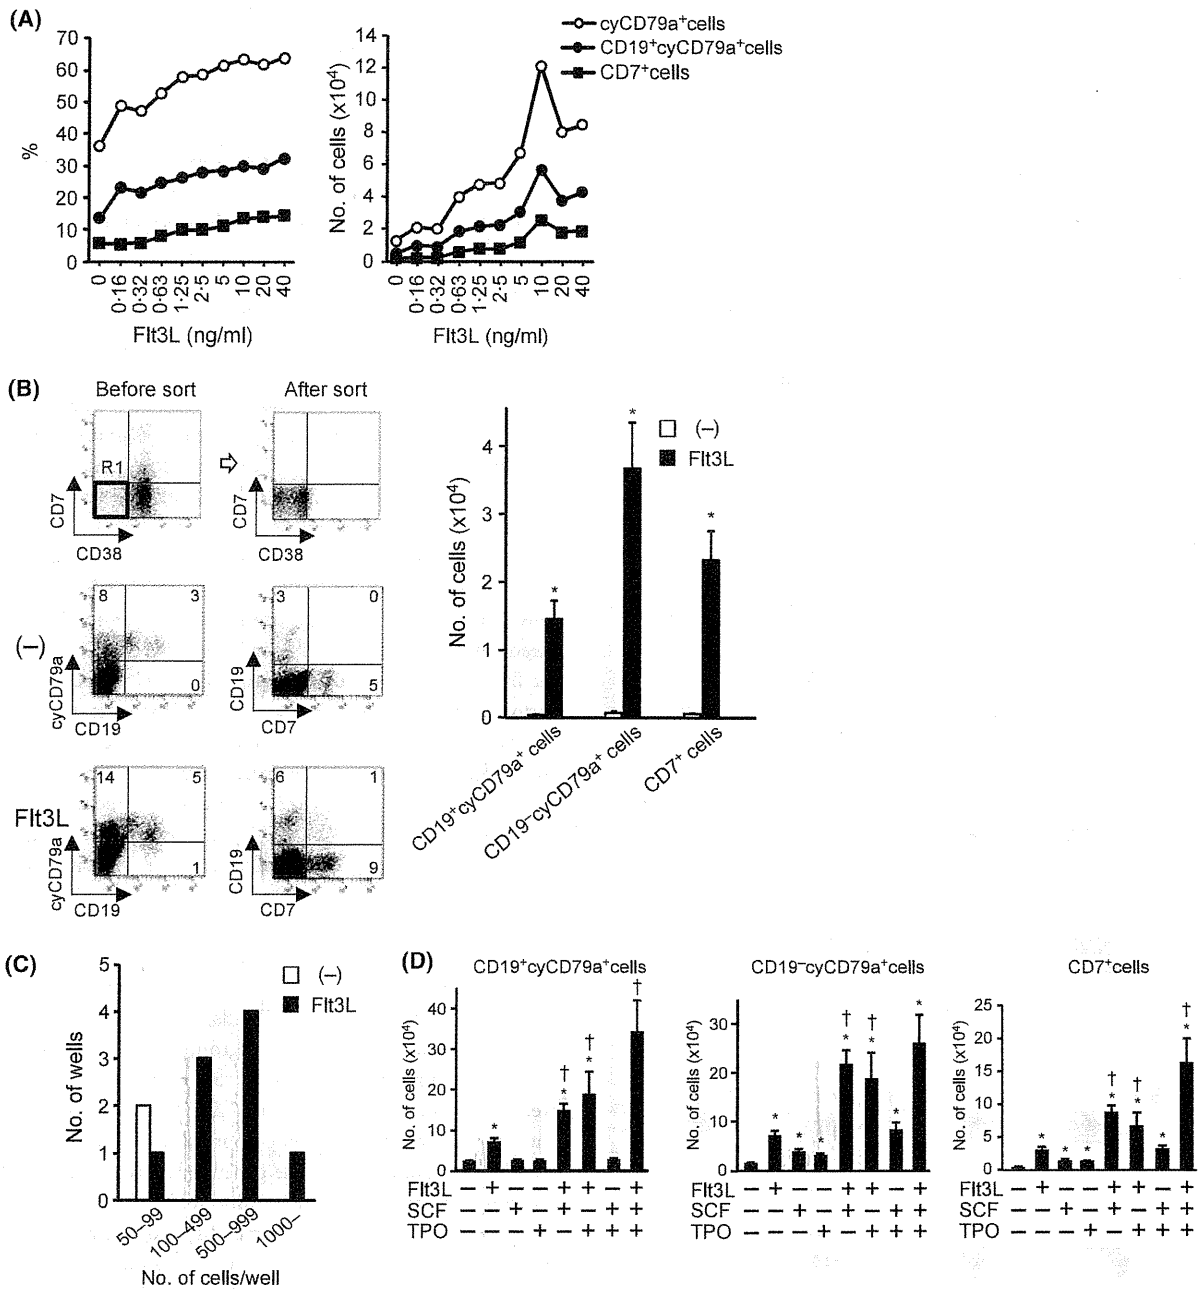 (A)
cyCD79a⁺cells
CD19⁺cyCD79a⁺cells
CD7⁺cells
70
60
50
40
30
20
10
0
%
0
0·16
0·32
0·63
1·25
2·5
5
10
20
40
Flt3L (ng/ml)
14
12
10
8
6
4
2
0
No. of cells (x10⁴)
0
0·16
0·32
0·63
1·25
2·5
5
10
20
40
Flt3L (ng/ml)
(B)
Before sort
After sort
R1
CD7
CD38
CD7
CD38
(–)
8 3
0
cyCD79a
CD19
3 0
5
CD19
CD7
Flt3L
14 5
1
cyCD79a
CD19
6 1
9
CD19
CD7
(–)
Flt3L
4
3
2
1
0
No. of cells (x10⁴)
* * *
CD19⁺cyCD79a⁺ cells
CD19⁻cyCD79a⁺ cells
CD7⁺ cells
(C)
(–)
Flt3L
5
4
3
2
1
0
No. of wells
50–99
100–499
500–999
1000–
No. of cells/well
(D)
CD19⁺cyCD79a⁺cells
40
30
20
10
0
No. of cells (x10⁴)
* † * † * †
Flt3L – + – – + + – +
SCF – – + – + – + +
TPO – – – + – + + +
CD19⁻cyCD79a⁺cells
30
20
10
0
No. of cells (x10⁴)
* * * † * † * * *
– + – – + + – +
– – + – + – + +
– – – + – + + +
CD7⁺cells
25
20
15
10
5
0
No. of cells (x10⁴)
* * * † * † * * † *
Flt3L – + – – + + – +
SCF – – + – + – + +
TPO – – – + – + + +